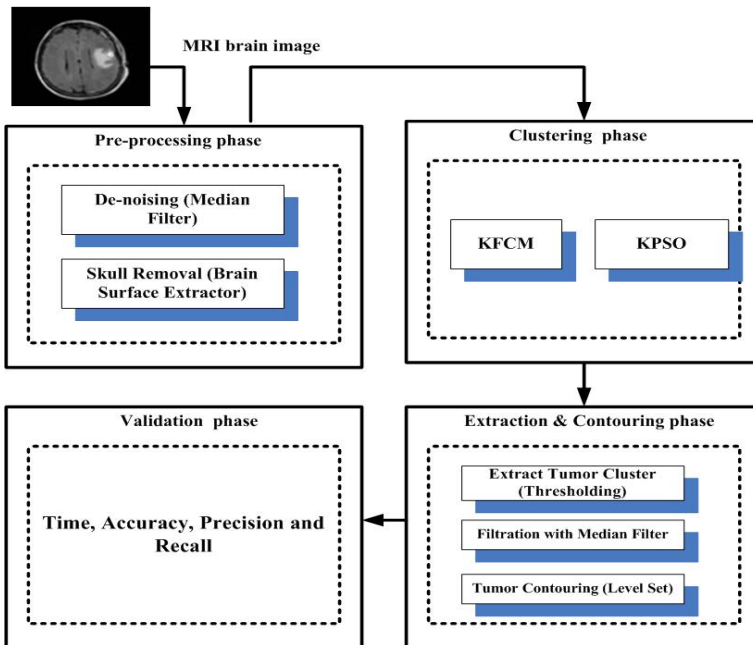 MRI brain image
Pre-processing phase
De-noising (Median
Filter)
Skull Removal (Brain
Surface Extractor)
Clustering phase
KFCM
KPSO
Extraction & Contouring phase
Extract Tumor Cluster
(Thresholding)
Filtration with Median Filter
Tumor Contouring (Level Set)
Validation phase
Time, Accuracy, Precision and
Recall